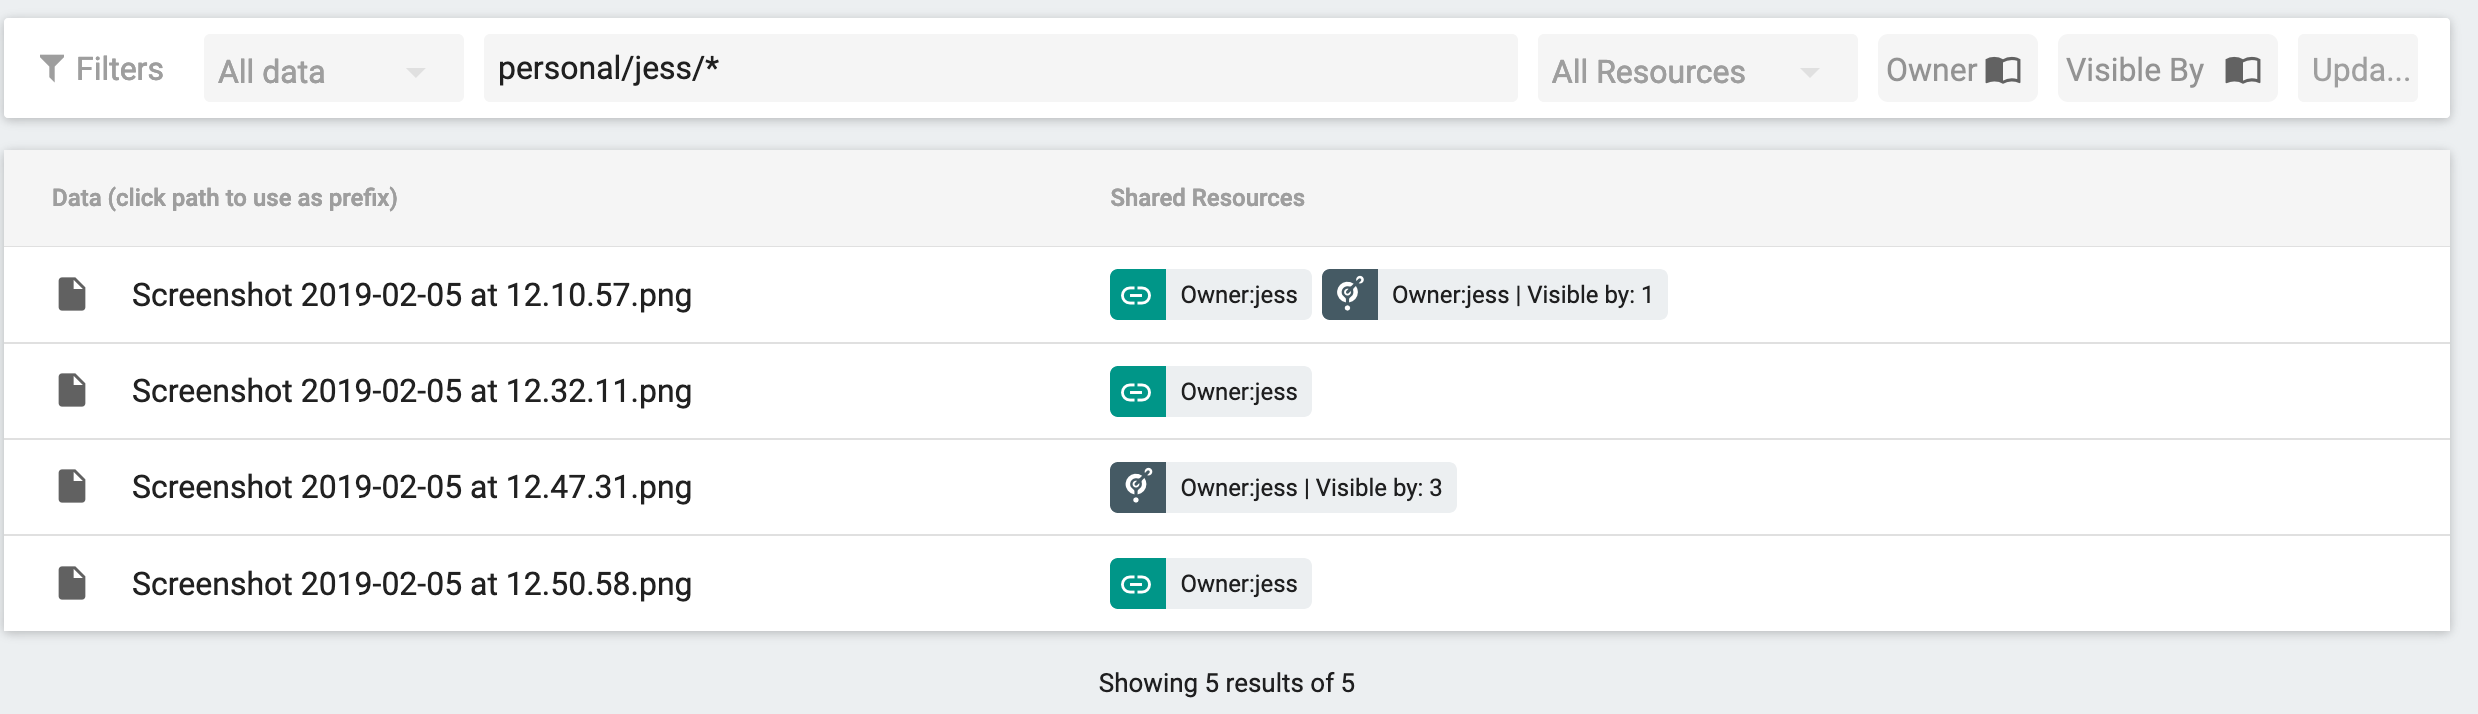 Filters All data personal/jess/* All Resources Owner Visible By Upda...
Data (click path to use as prefix) Shared Resources
Screenshot 2019-02-05 at 12.10.57.png Owner:jess Owner:jess | Visible by: 1
Screenshot 2019-02-05 at 12.32.11.png Owner:jess
Screenshot 2019-02-05 at 12.47.31.png Owner:jess | Visible by: 3
Screenshot 2019-02-05 at 12.50.58.png Owner:jess
Showing 5 results of 5